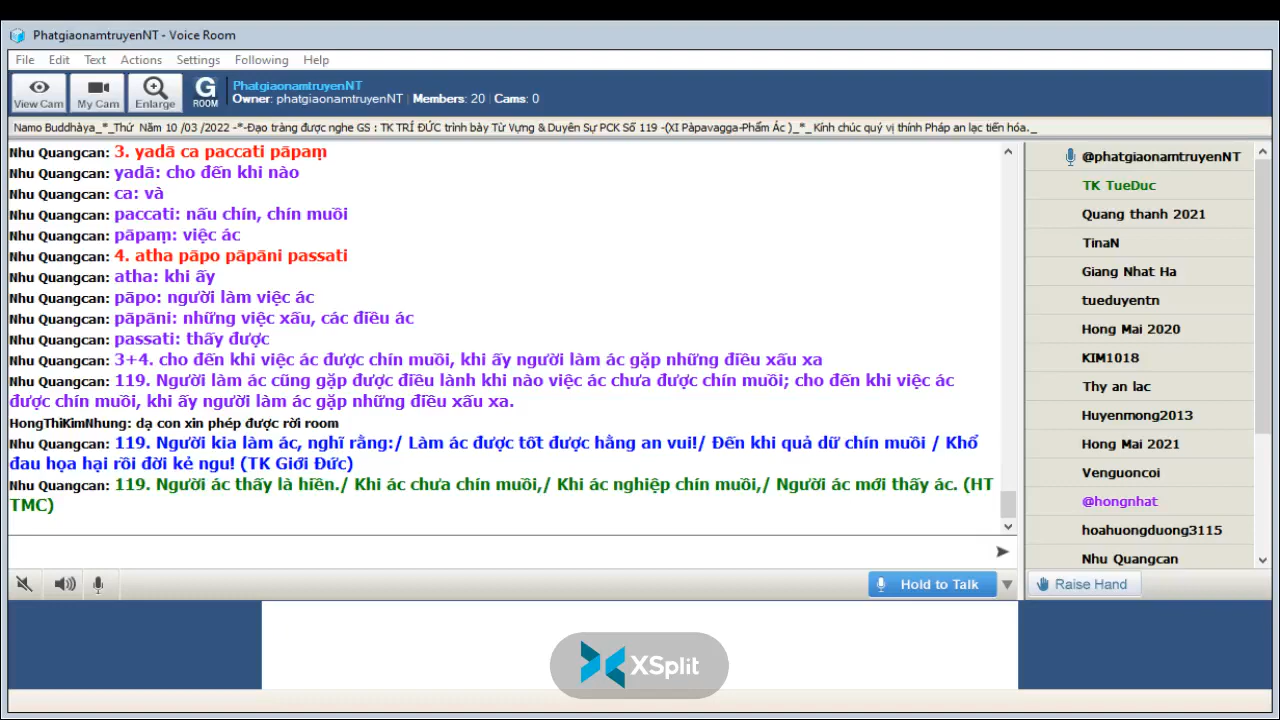 PhatgiaonamtruyenNT - Voice Room
File Edit Text Actions Settings Following Help
View Cam My Cam Enlarge G ROOM
PhatgiaonamtruyenNT
Owner: phatgiaonamtruyenNT | Members: 20 | Cams: 0
Namo Buddhàya_*_Thứ Năm 10 /03 /2022 -*-Đạo tràng được nghe GS : TK TRÍ ĐỨC trình bày Từ Vựng & Duyên Sự PCK Số 119 -(XI Pàpavagga-Phẩm Ác )_*_ Kính chúc quý vị thính Pháp an lạc tiến hóa._
Nhu Quangcan: 3. yadā ca paccati pāpaṃ
Nhu Quangcan: yadā: cho đến khi nào
Nhu Quangcan: ca: và
Nhu Quangcan: paccati: nấu chín, chín muồi
Nhu Quangcan: pāpaṃ: việc ác
Nhu Quangcan: 4. atha pāpo pāpāni passati
Nhu Quangcan: atha: khi ấy
Nhu Quangcan: pāpo: người làm việc ác
Nhu Quangcan: pāpāni: những việc xấu, các điều ác
Nhu Quangcan: passati: thấy được
Nhu Quangcan: 3+4. cho đến khi việc ác được chín muồi, khi ấy người làm ác gặp những điều xấu xa
Nhu Quangcan: 119. Người làm ác cũng gặp được điều lành khi nào việc ác chưa được chín muồi; cho đến khi việc ác
được chín muồi, khi ấy người làm ác gặp những điều xấu xa.
HongThiKimNhung: dạ con xin phép được rời room
Nhu Quangcan: 119. Người kia làm ác, nghĩ rằng:/ Làm ác được tốt được hằng an vui!/ Đến khi quả dữ chín muồi / Khổ
đau họa hại rồi đời kẻ ngu! (TK Giới Đức)
Nhu Quangcan: 119. Người ác thấy là hiền./ Khi ác chưa chín muồi,/ Khi ác nghiệp chín muồi,/ Người ác mới thấy ác. (HT
TMC)
@phatgiaonamtruyenNT
TK TueDuc
Quang thanh 2021
TinaN
Giang Nhat Ha
tueduyentn
Hong Mai 2020
KIM1018
Thy an lac
Huyenmong2013
Hong Mai 2021
Venguoncoi
@hongnhat
hoahuongduong3115
Nhu Quangcan
Hold to Talk
Raise Hand
XSplit